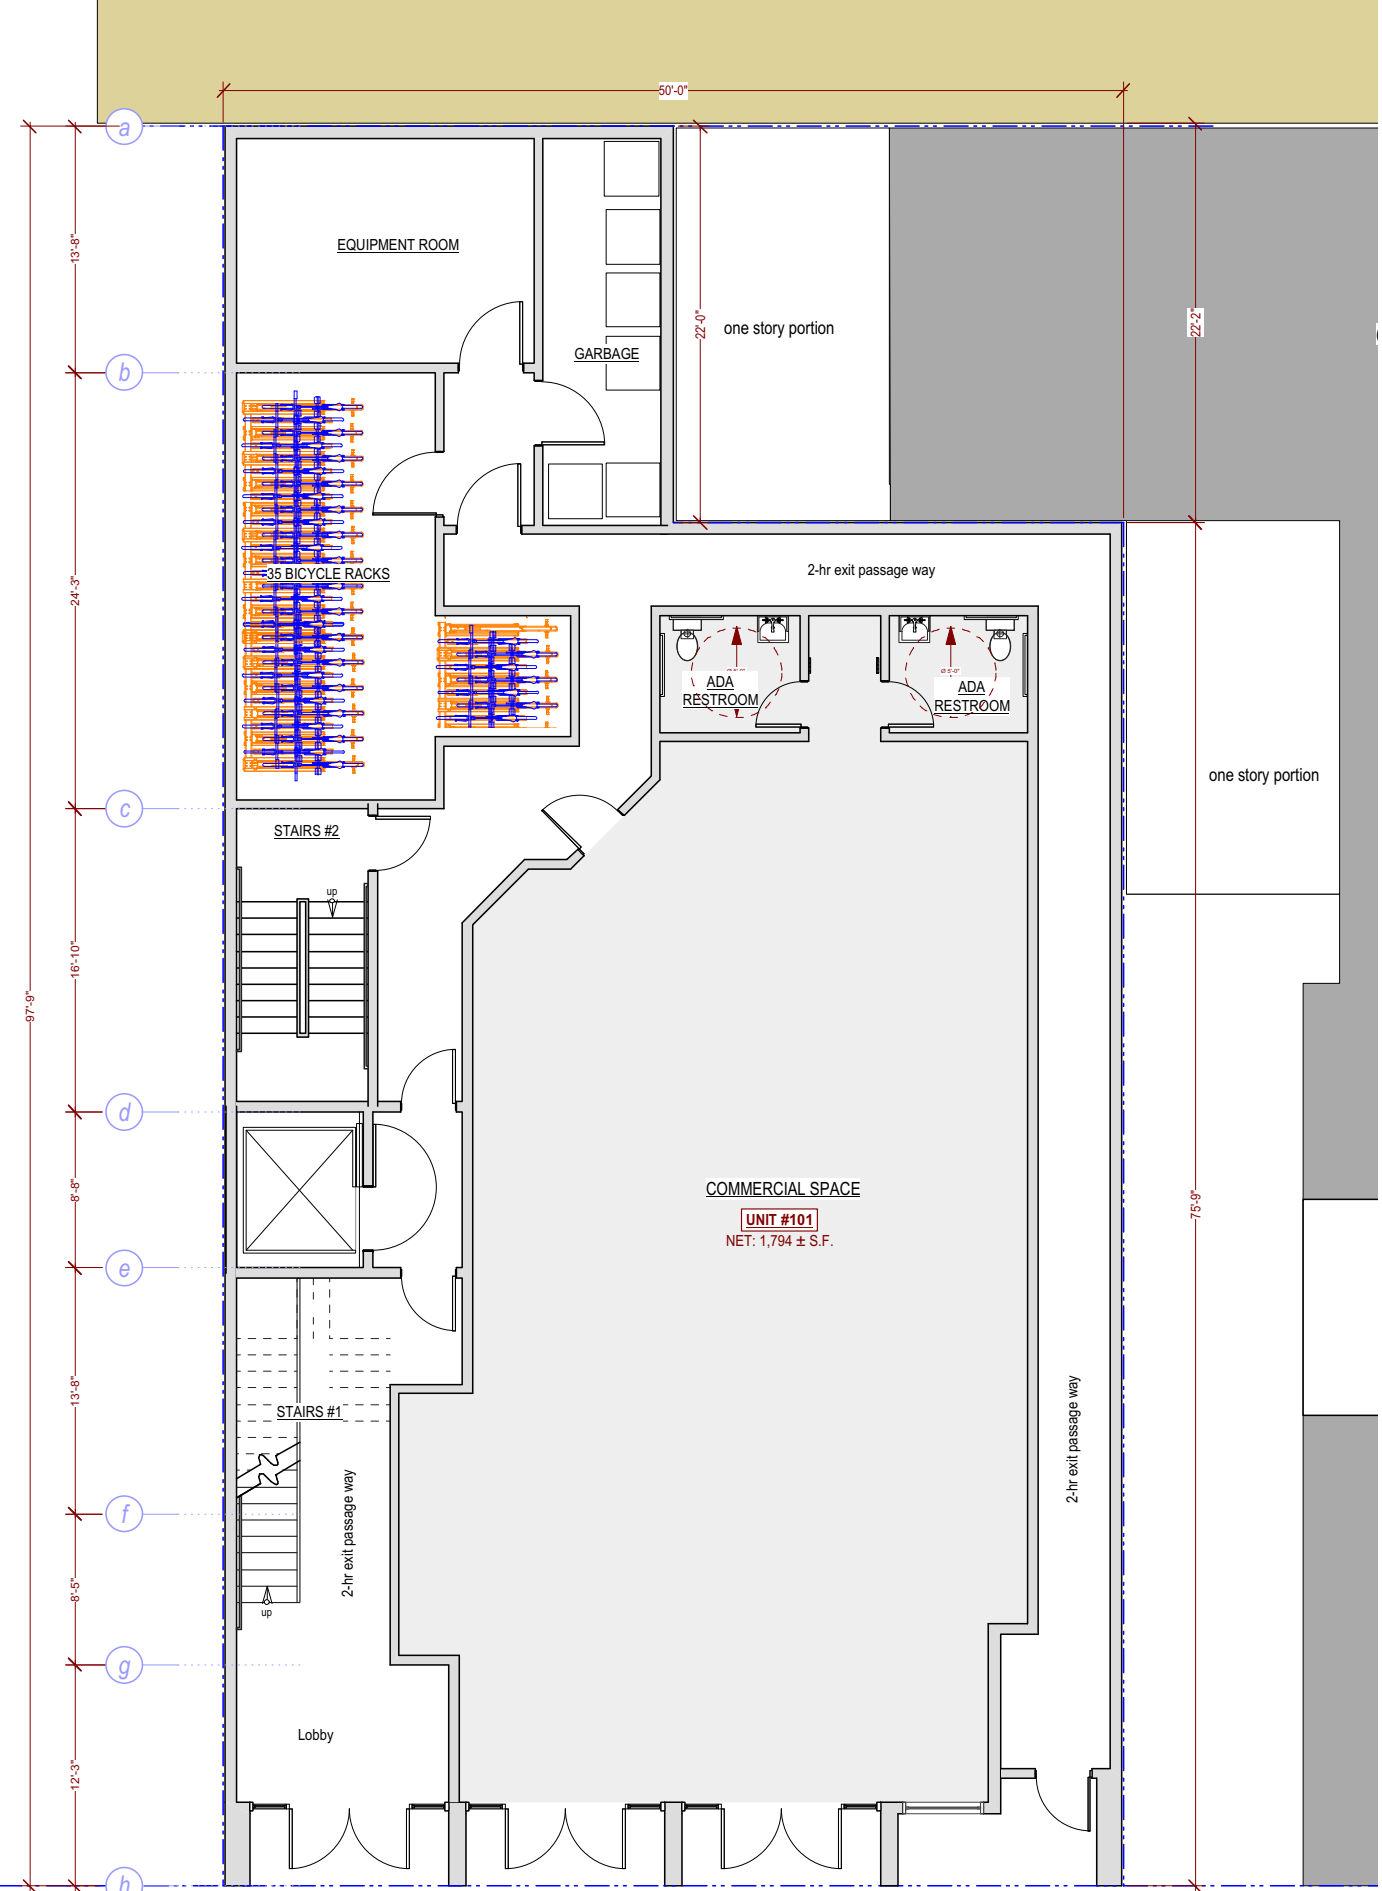 50'-0"
a
13'-8"
EQUIPMENT ROOM
22'-0"
one story portion
22'-2"
GARBAGE
b
35 BICYCLE RACKS
2-hr exit passage way
24'-3"
ADA
RESTROOM
Ø 5'-0"
ADA
RESTROOM
one story portion
c
STAIRS #2
up
16'-10"
97'-9"
d
8'-8"
COMMERCIAL SPACE
UNIT #101
NET: 1,794 ± S.F.
75'-9"
e
13'-8"
STAIRS #1
2-hr exit passage way
2-hr exit passage way
f
8'-5"
up
g
Lobby
12'-3"
h